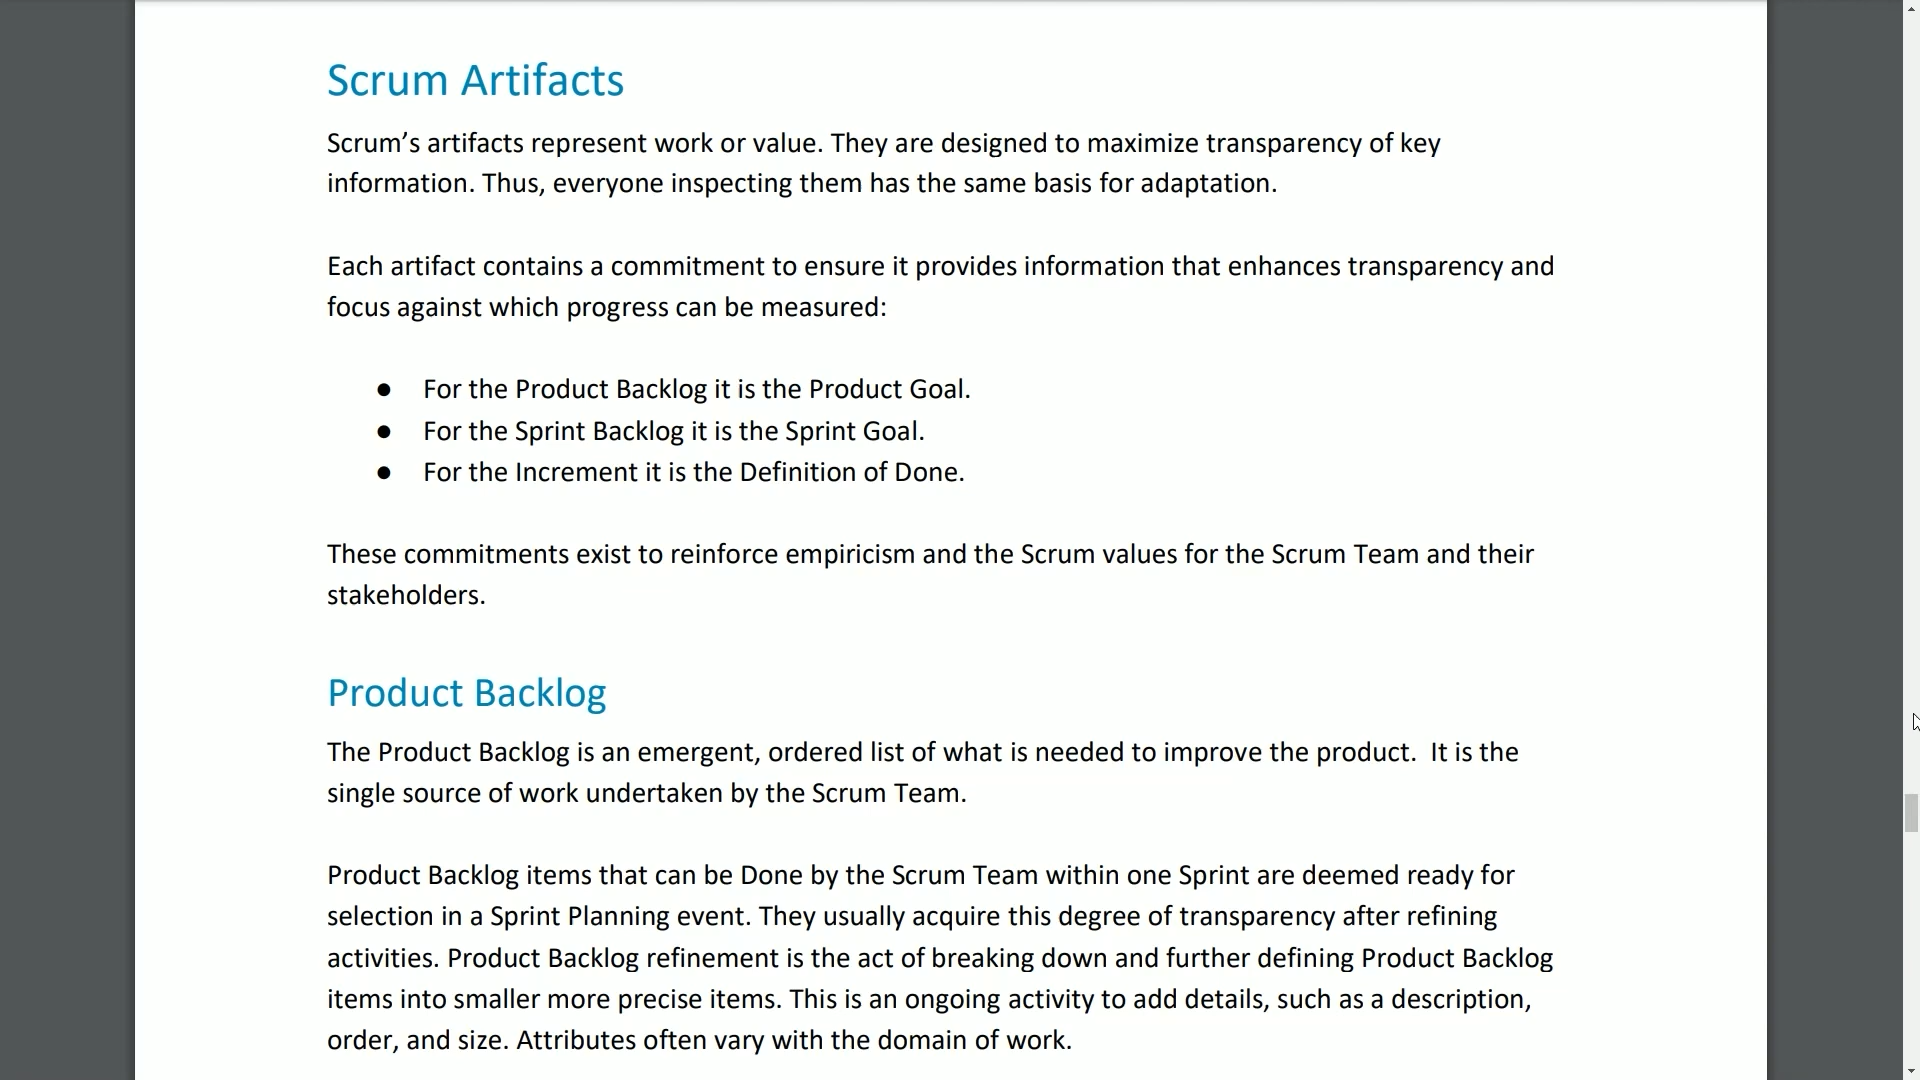 Scrum Artifacts
Scrum’s artifacts represent work or value. They are designed to maximize transparency of key
information. Thus, everyone inspecting them has the same basis for adaptation.
Each artifact contains a commitment to ensure it provides information that enhances transparency and
focus against which progress can be measured:
● For the Product Backlog it is the Product Goal.
● For the Sprint Backlog it is the Sprint Goal.
● For the Increment it is the Definition of Done.
These commitments exist to reinforce empiricism and the Scrum values for the Scrum Team and their
stakeholders.
Product Backlog
The Product Backlog is an emergent, ordered list of what is needed to improve the product.  It is the
single source of work undertaken by the Scrum Team.
Product Backlog items that can be Done by the Scrum Team within one Sprint are deemed ready for
selection in a Sprint Planning event. They usually acquire this degree of transparency after refining
activities. Product Backlog refinement is the act of breaking down and further defining Product Backlog
items into smaller more precise items. This is an ongoing activity to add details, such as a description,
order, and size. Attributes often vary with the domain of work.